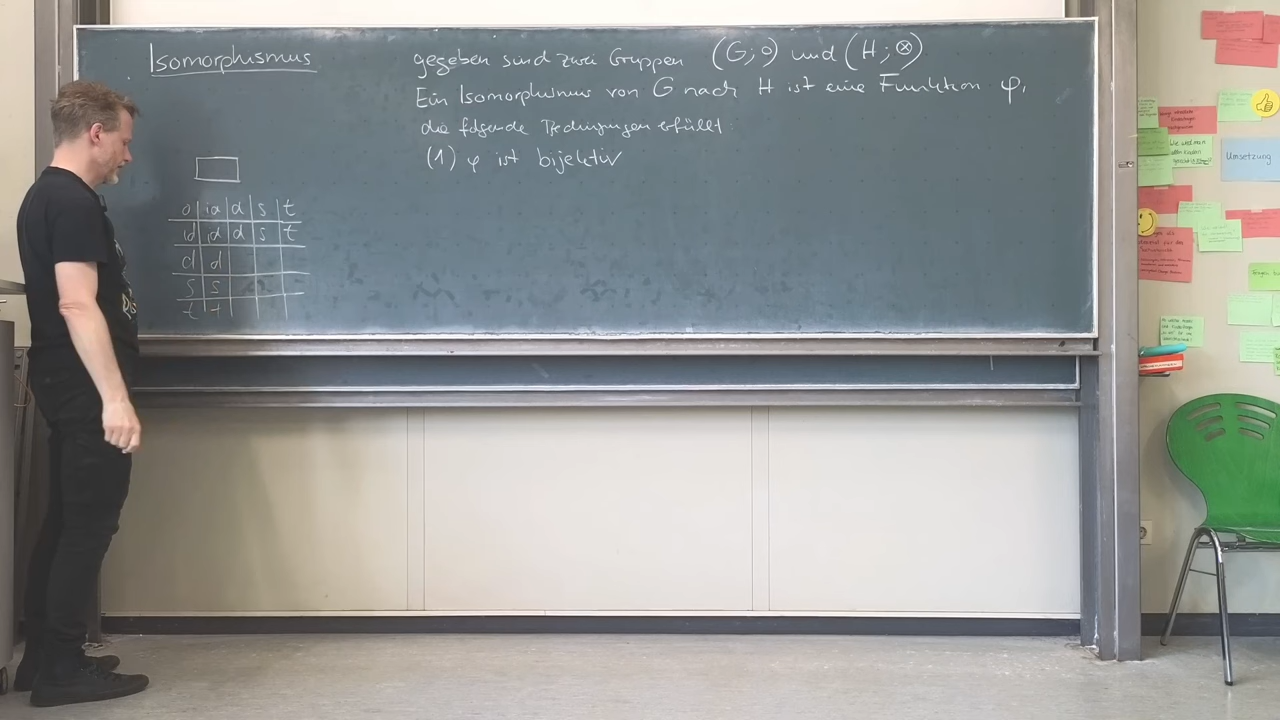 Isomorphismus
gegeben sind zwei Gruppen (G;∘) und (H;⊗)
Ein Isomorphismus von G nach H ist eine Funktion φ,
die folgende Bedingungen erfüllt:
(1) φ ist bijektiv
∘ id d s t
id id d s t
d d
s s
t t
Umsetzung